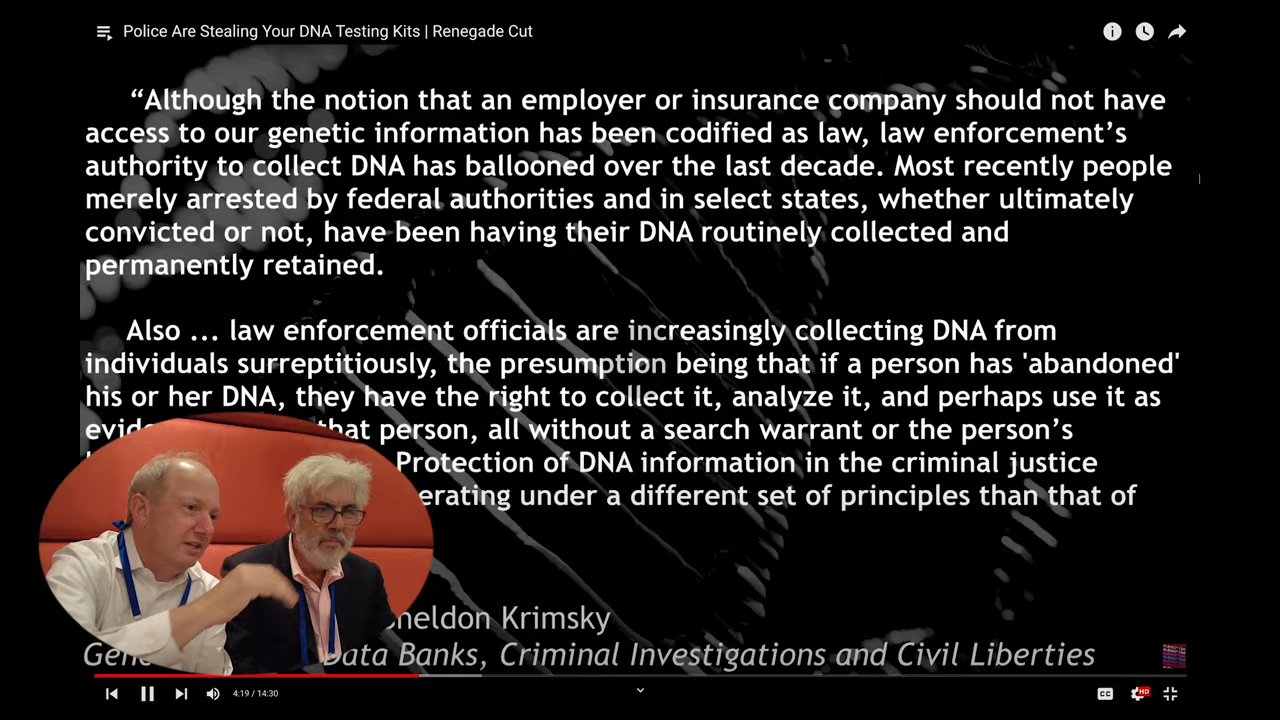 Police Are Stealing Your DNA Testing Kits | Renegade Cut
“Although the notion that an employer or insurance company should not have
access to our genetic information has been codified as law, law enforcement’s
authority to collect DNA has ballooned over the last decade. Most recently people
merely arrested by federal authorities and in select states, whether ultimately
convicted or not, have been having their DNA routinely collected and
permanently retained.
Also ... law enforcement officials are increasingly collecting DNA from
individuals surreptitiously, the presumption being that if a person has 'abandoned'
his or her DNA, they have the right to collect it, analyze it, and perhaps use it as
that person, all without a search warrant or the person’s
Protection of DNA information in the criminal justice
under a different set of principles than that of
Krimsky
Data Banks, Criminal Investigations and Civil Liberties
4:19 / 14:30
CC
HD